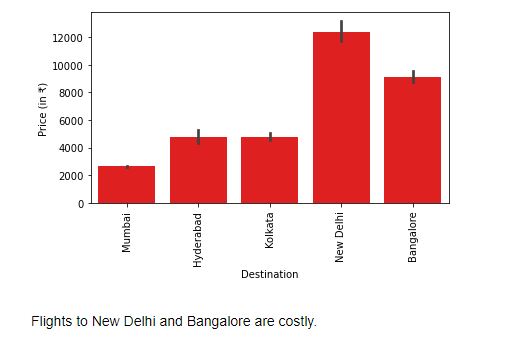 12000
10000
8000
6000
4000
2000
0
Price (in ₹)
Mumbai
Hyderabad
Kolkata
New Delhi
Bangalore
Destination
Flights to New Delhi and Bangalore are costly.